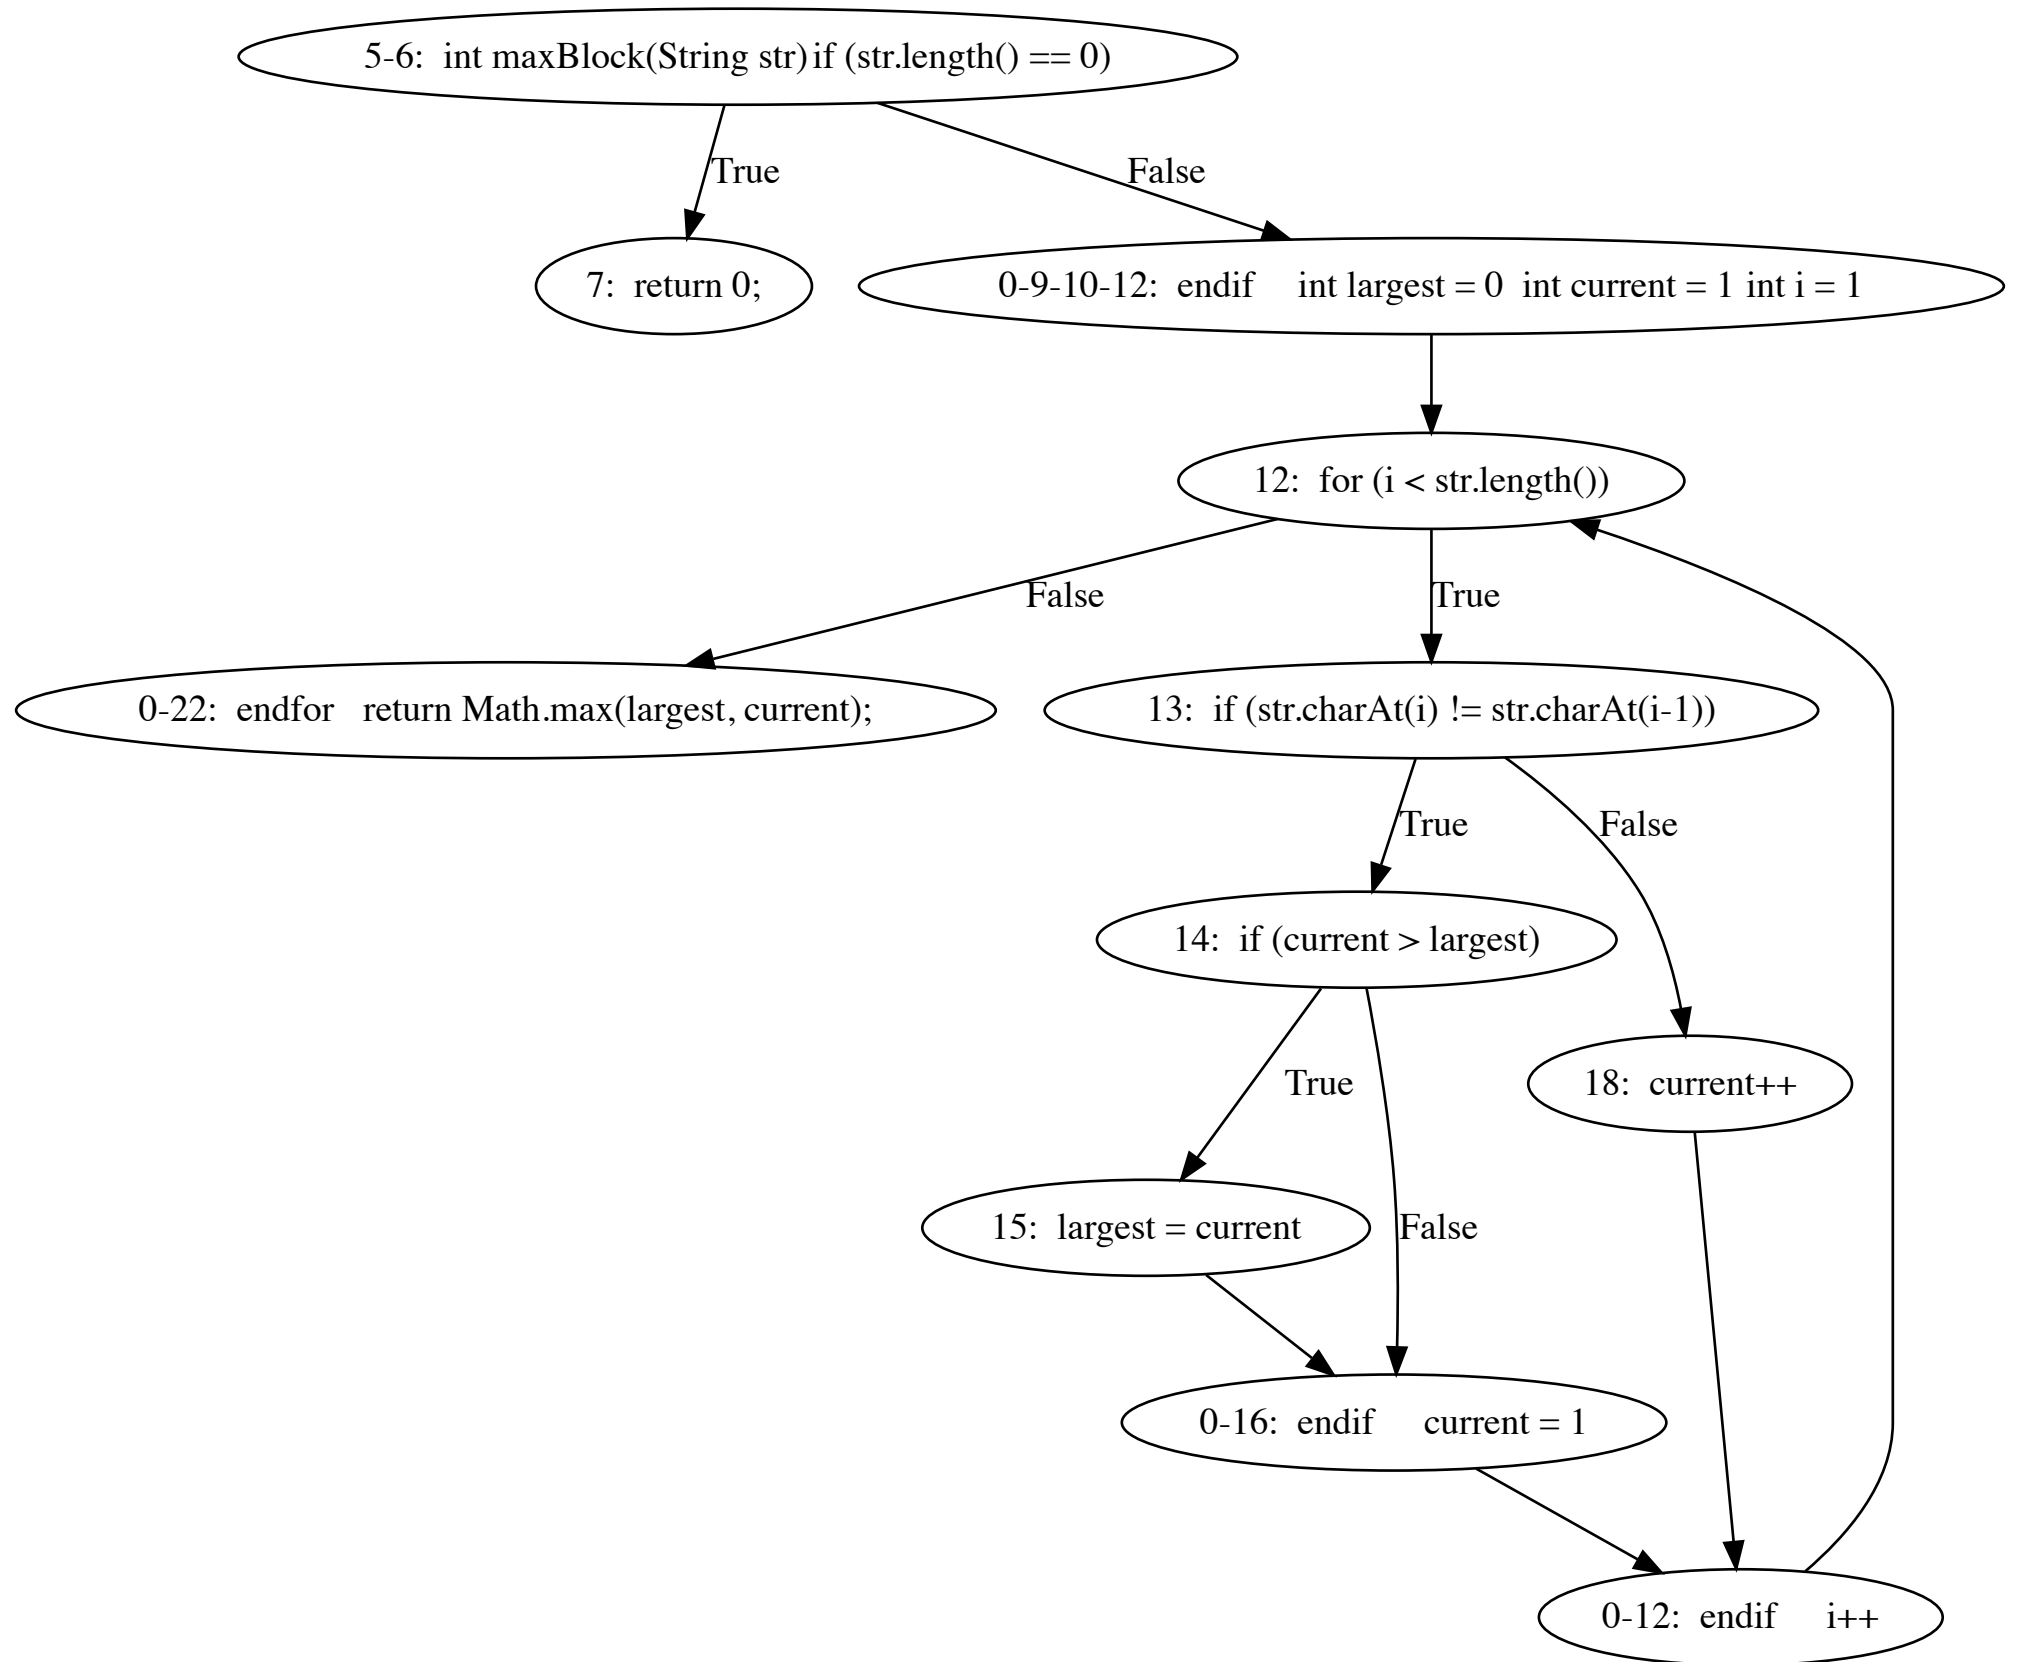 5-6:  int maxBlock(String str) if (str.length() == 0)
True
False
7:  return 0;
0-9-10-12:  endif    int largest = 0  int current = 1 int i = 1
12:  for (i < str.length())
False
True
0-22:  endfor   return Math.max(largest, current);
13:  if (str.charAt(i) != str.charAt(i-1))
True
False
14:  if (current > largest)
True
18:  current++
15:  largest = current
False
0-16:  endif     current = 1
0-12:  endif     i++